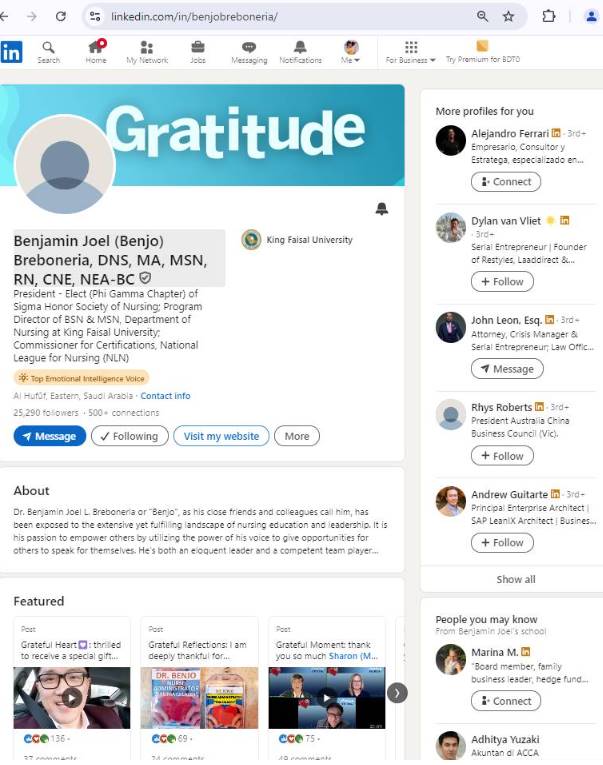 linkedin.com/in/benjobreboneria/
in
Search
Home
My Network
Jobs
Messaging
Notifications
Me
For Business
Try Premium for BDT0
Gratitude
Benjamin Joel (Benjo)
Breboneria, DNS, MA, MSN,
RN, CNE, NEA-BC
King Faisal University
President - Elect (Phi Gamma Chapter) of
Sigma Honor Society of Nursing; Program
Director of BSN & MSN, Department of
Nursing at King Faisal University;
Commissioner for Certifications, National
League for Nursing (NLN)
Top Emotional Intelligence Voice
Al Hufūf, Eastern, Saudi Arabia · Contact info
25,290 followers · 500+ connections
Message
Following
Visit my website
More
About
Dr. Benjamin Joel L. Breboneria or "Benjo", as his close friends and colleagues call him, has
been exposed to the extensive yet fulfilling landscape of nursing education and leadership. It is
his passion to empower others by utilizing the power of his voice to give opportunities for
others to speak for themselves. He's both an eloquent leader and a competent team player...
Featured
Post
Grateful Heart💟: thrilled
to receive a special gift...
136
37 comments
Post
Grateful Reflections: I am
deeply thankful for...
DR. BENJO
NURSE
ADMINISTRATOR
69
24 comments
Post
Grateful Moment: thank
you so much Sharon (M...
75
49 comments
More profiles for you
Alejandro Ferrari in · 3rd+
Empresario, Consultor y
Estratega, especializado en...
Connect
Dylan van Vliet ☀ in
· 3rd+
Serial Entrepreneur | Founder
of Restyies, Laaddirect &...
+ Follow
John Leon, Esq. in · 3rd+
Attorney, Crisis Manager &
Serial Entrepreneur; Law Offic...
Message
Rhys Roberts in · 3rd+
President Australia China
Business Council (Vic).
+ Follow
Andrew Guitarte in · 3rd+
Principal Enterprise Architect |
SAP LeanIX Architect | Busines...
+ Follow
Show all
People you may know
From Benjamin Joel's school
Marina M. in
"Board member, family
business leader, hedge fund...
Connect
Adhitya Yuzaki
Akuntan di ACCA